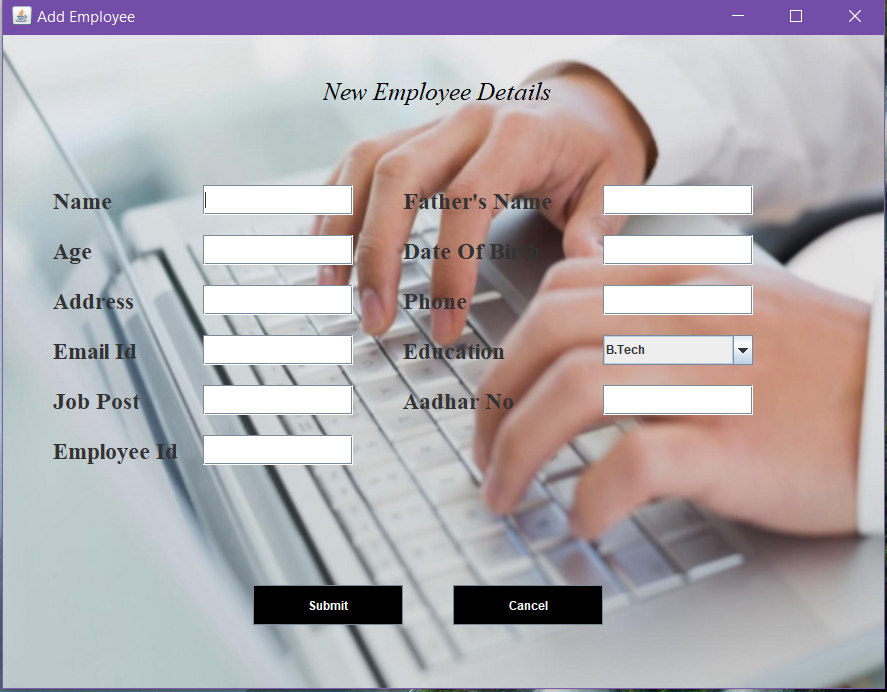 Add Employee
New Employee Details
Name Father's Name
Age Date Of Birth
Address Phone
Email Id Education B.Tech
Job Post Aadhar No
Employee Id
Submit Cancel